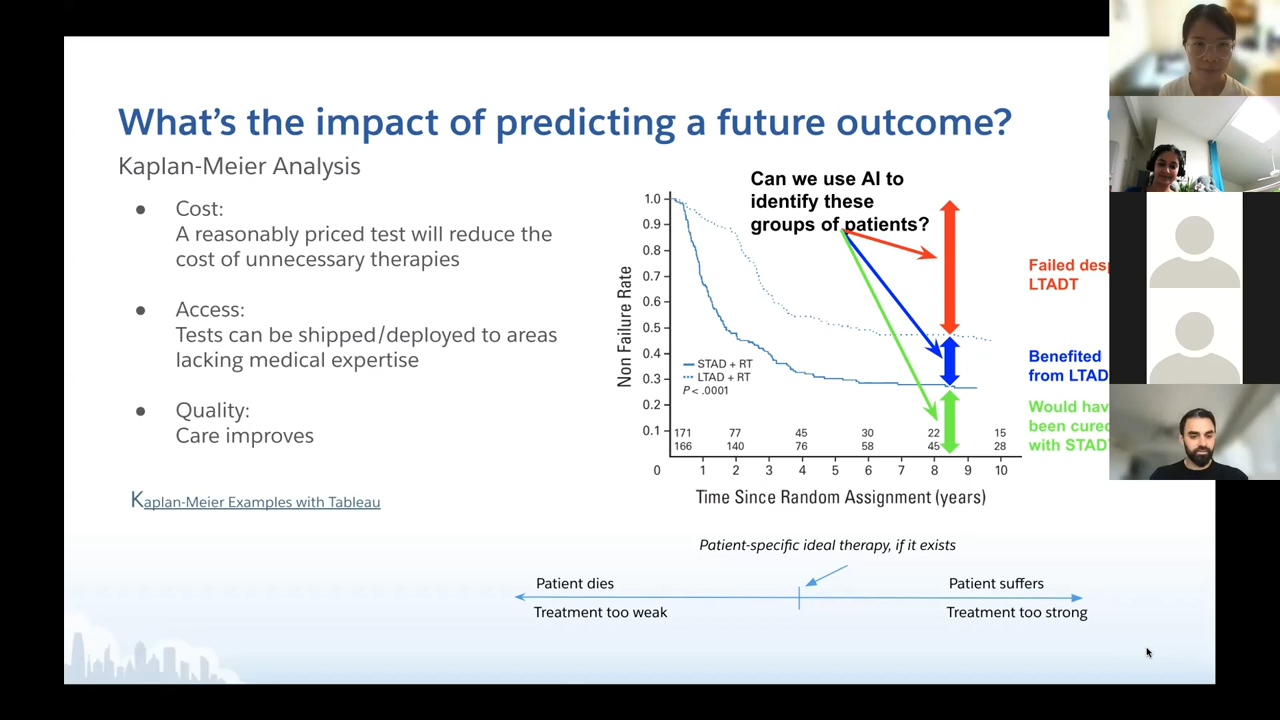 What's the impact of predicting a future outcome?
Kaplan-Meier Analysis
● Cost:
A reasonably priced test will reduce the
cost of unnecessary therapies
● Access:
Tests can be shipped/deployed to areas
lacking medical expertise
● Quality:
Care improves
Kaplan-Meier Examples with Tableau
Can we use AI to
identify these
groups of patients?
Non Failure Rate
1.0
0.9
0.8
0.7
0.6
0.5
0.4
0.3
0.2
0.1
STAD + RT
LTAD + RT
P < .0001
171 77 45 30 22 15
166 140 76 58 45 28
0 1 2 3 4 5 6 7 8 9 10
Time Since Random Assignment (years)
Failed
LTADT
Benefited
from
Would
been cured
with
Patient-specific ideal therapy, if it exists
Patient dies
Patient suffers
Treatment too weak
Treatment too strong